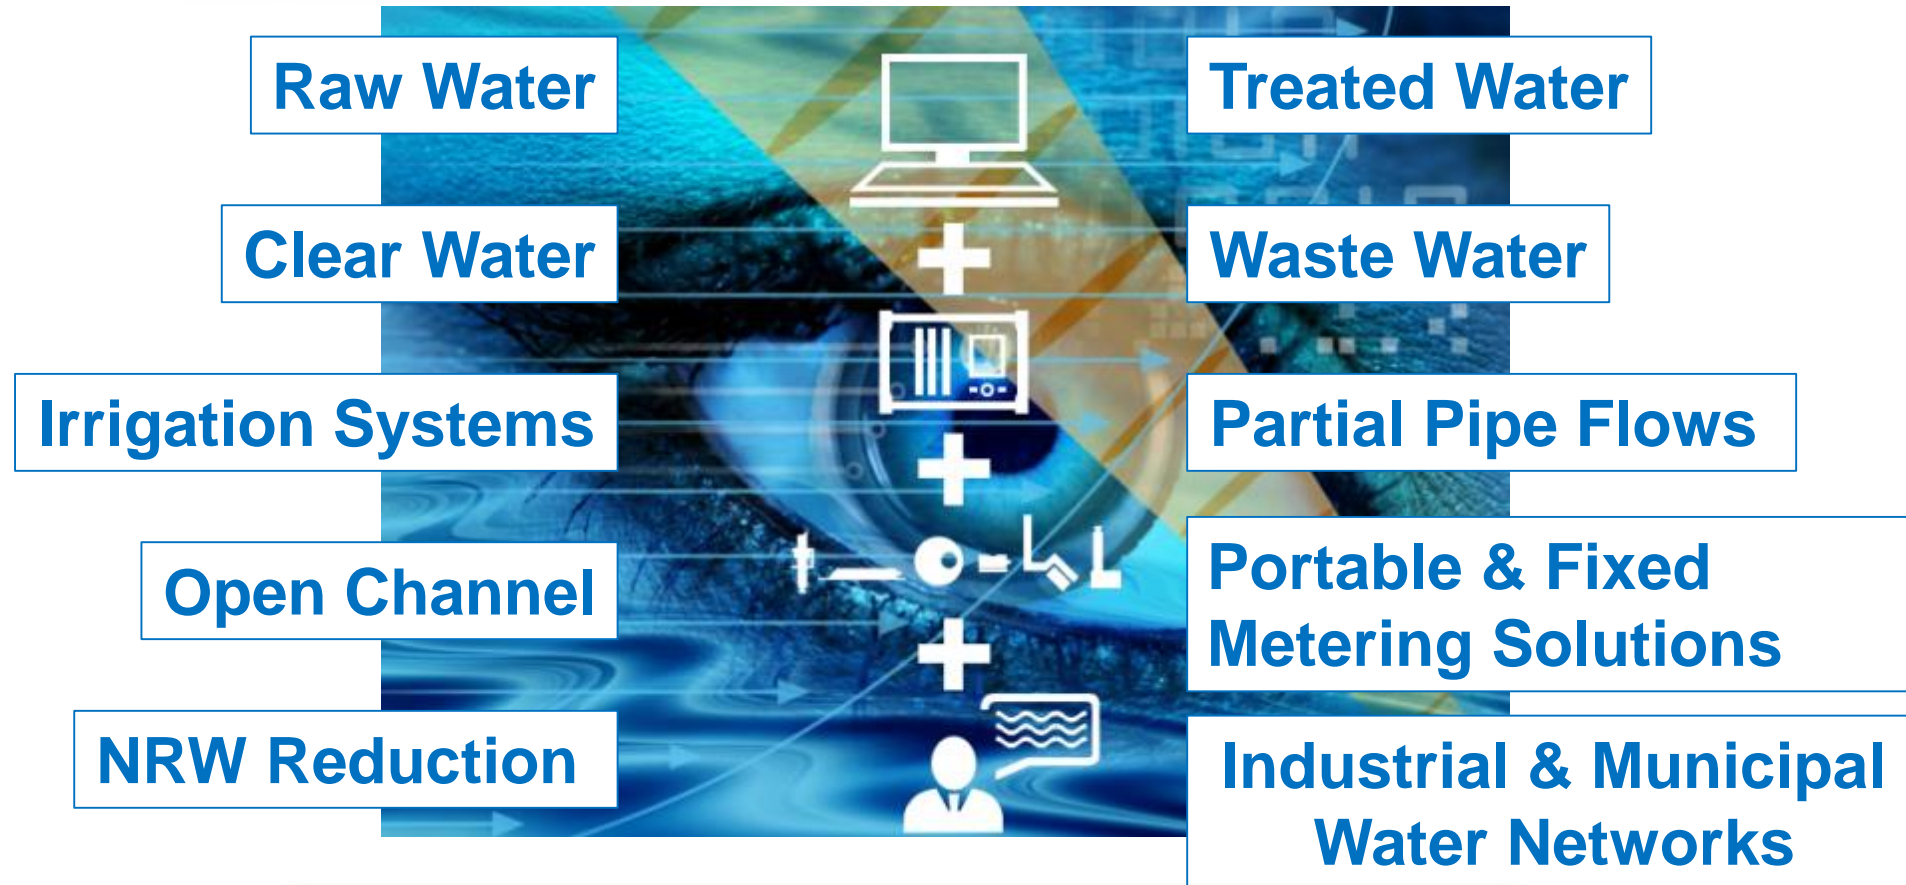 Raw Water
Treated Water
Clear Water
Waste Water
Irrigation Systems
Partial Pipe Flows
Open Channel
Portable & Fixed
Metering Solutions
NRW Reduction
Industrial & Municipal
Water Networks